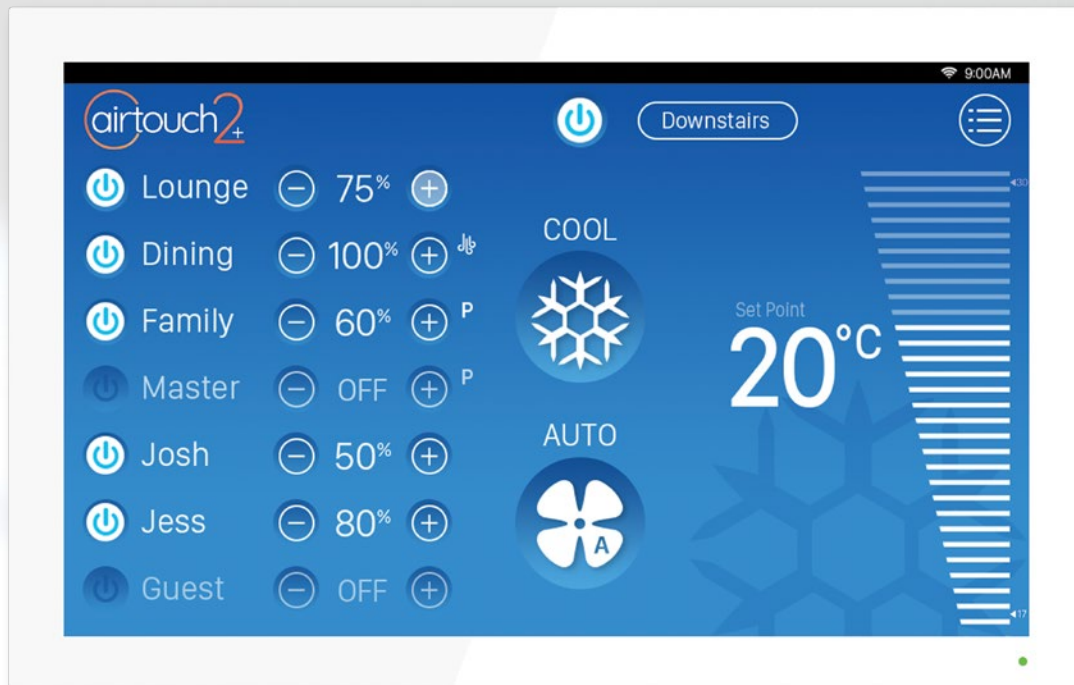 9:00AM
airtouch2+
Downstairs
Lounge 75%
Dining 100%
Family 60% P
Master OFF P
Josh 50%
Jess 80%
Guest OFF
COOL
AUTO
A
Set Point
20°C
30
17